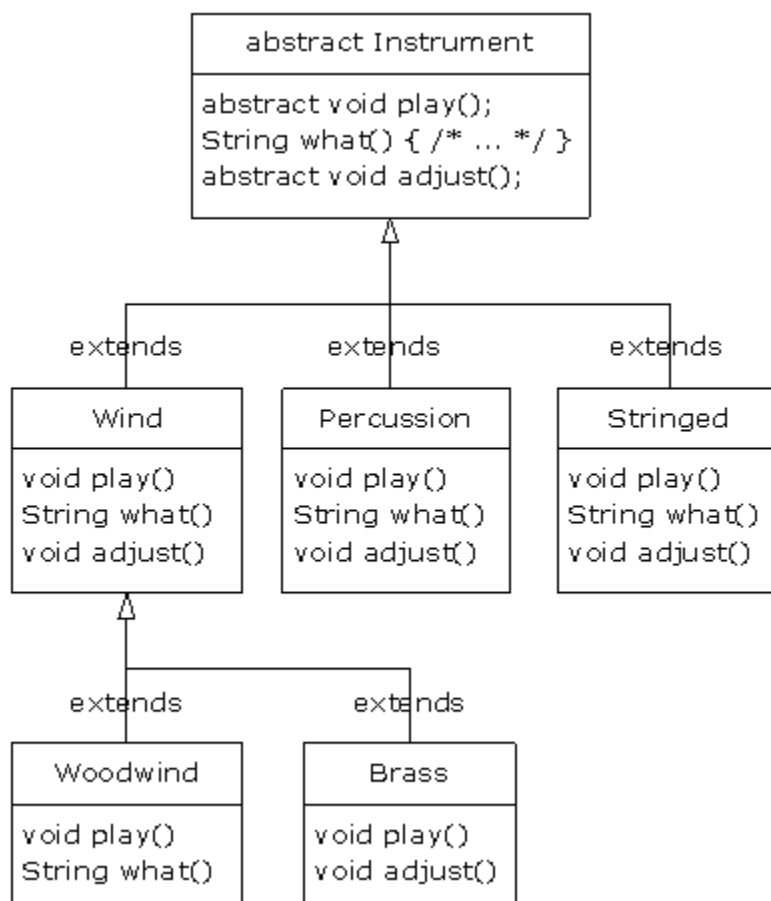 abstract Instrument
abstract void play();
String what() { /* ... */ }
abstract void adjust();
extends
extends
extends
Wind
void play()
String what()
void adjust()
Percussion
void play()
String what()
void adjust()
Stringed
void play()
String what()
void adjust()
extends
extends
Woodwind
void play()
String what()
Brass
void play()
void adjust()